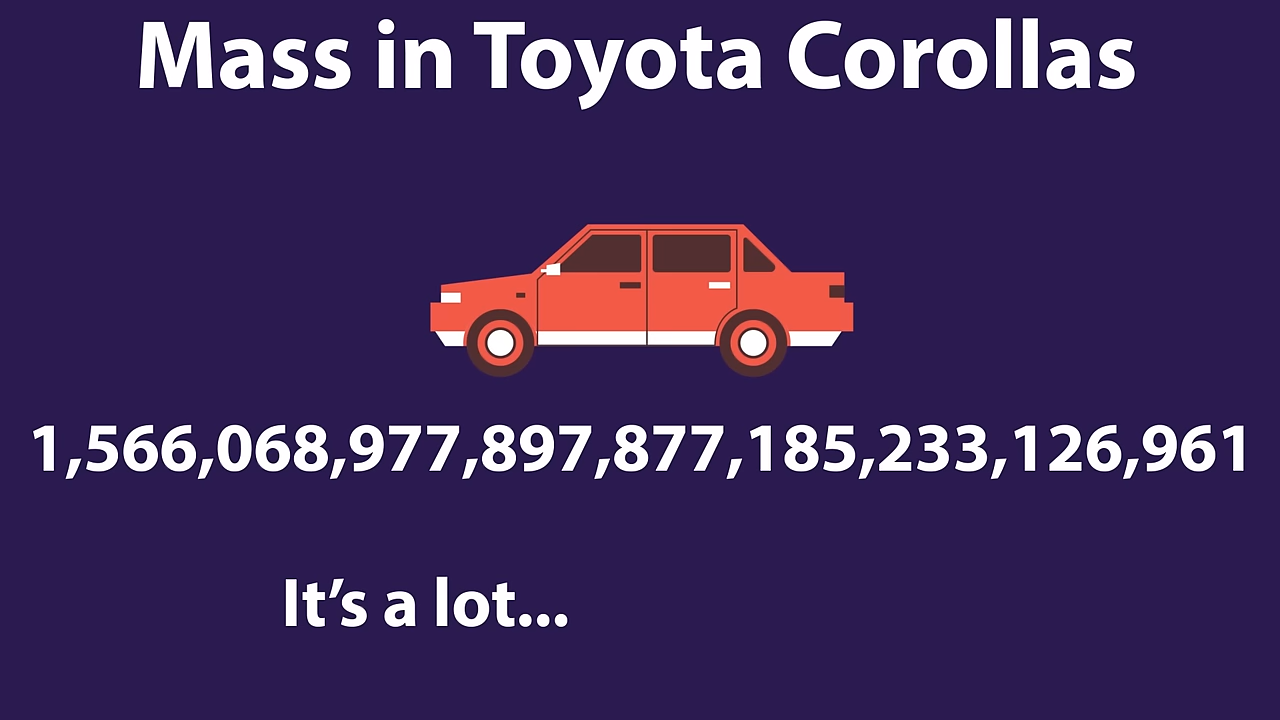 Mass in Toyota Corollas
1,566,068,977,897,877,185,233,126,961
It’s a lot...